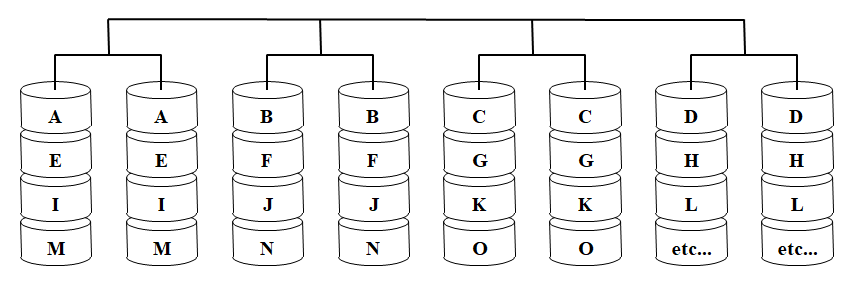 A A B B C C D D
E E F F G G H H
I I J J K K L L
M M N N O O etc... etc...